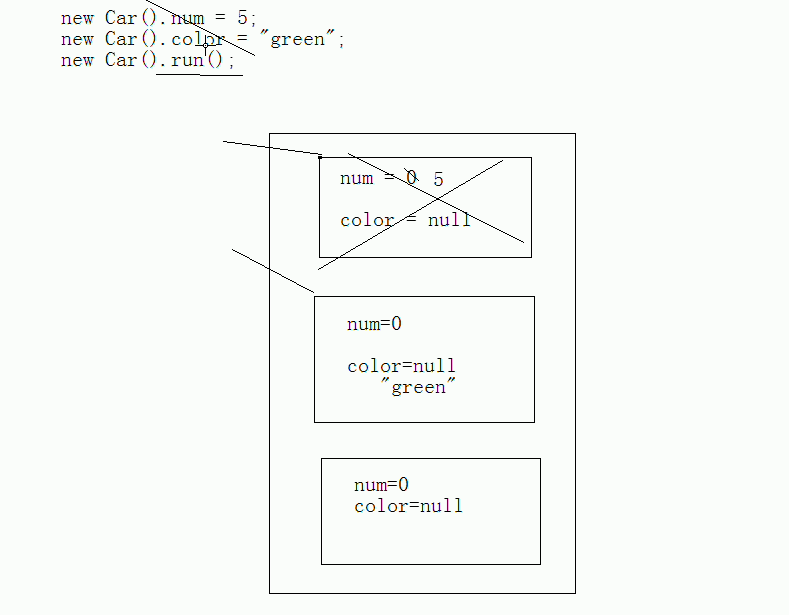 new Car().num = 5;
new Car().color = "green";
new Car().run();
num = 0 5
color = null
num=0
color=null
"green"
num=0
color=null